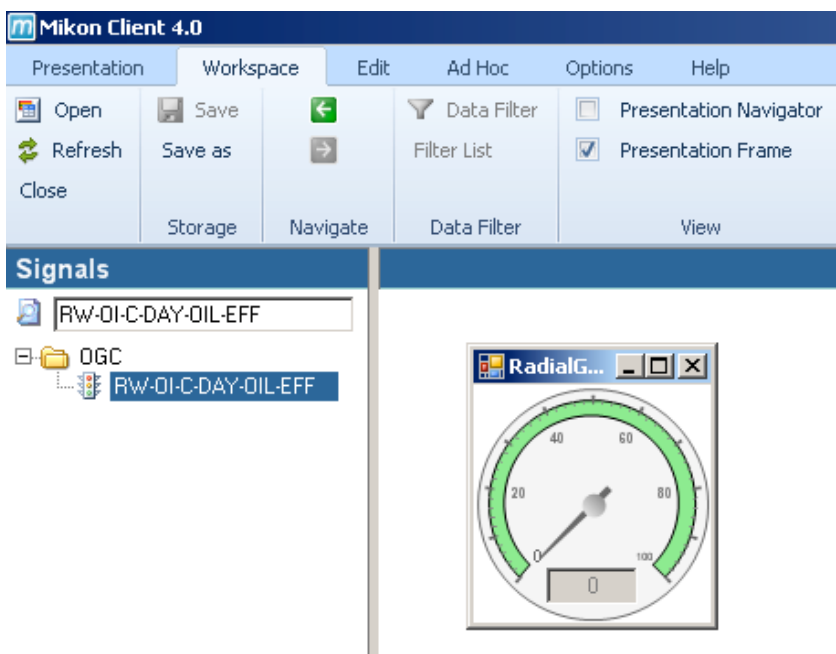 Mikon Client 4.0
Presentation Workspace Edit Ad Hoc Options Help
Open Save Data Filter Presentation Navigator
Refresh Save as Filter List Presentation Frame
Close
Storage Navigate Data Filter View
Signals
RW-OI-C-DAY-OIL-EFF
OGC
RW-OI-C-DAY-OIL-EFF
RadialG...
40 60
20 80
0 100
0